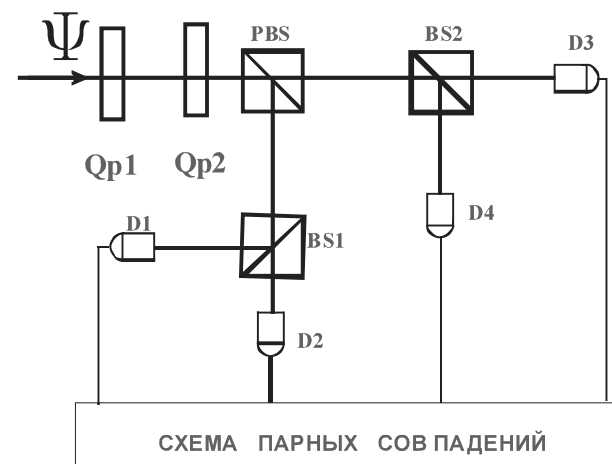 Ψ
PBS
BS2
D3
Qp1
Qp2
D1
BS1
D4
D2
СХЕМА ПАРНЫХ СОВ ПАДЕНИЙ